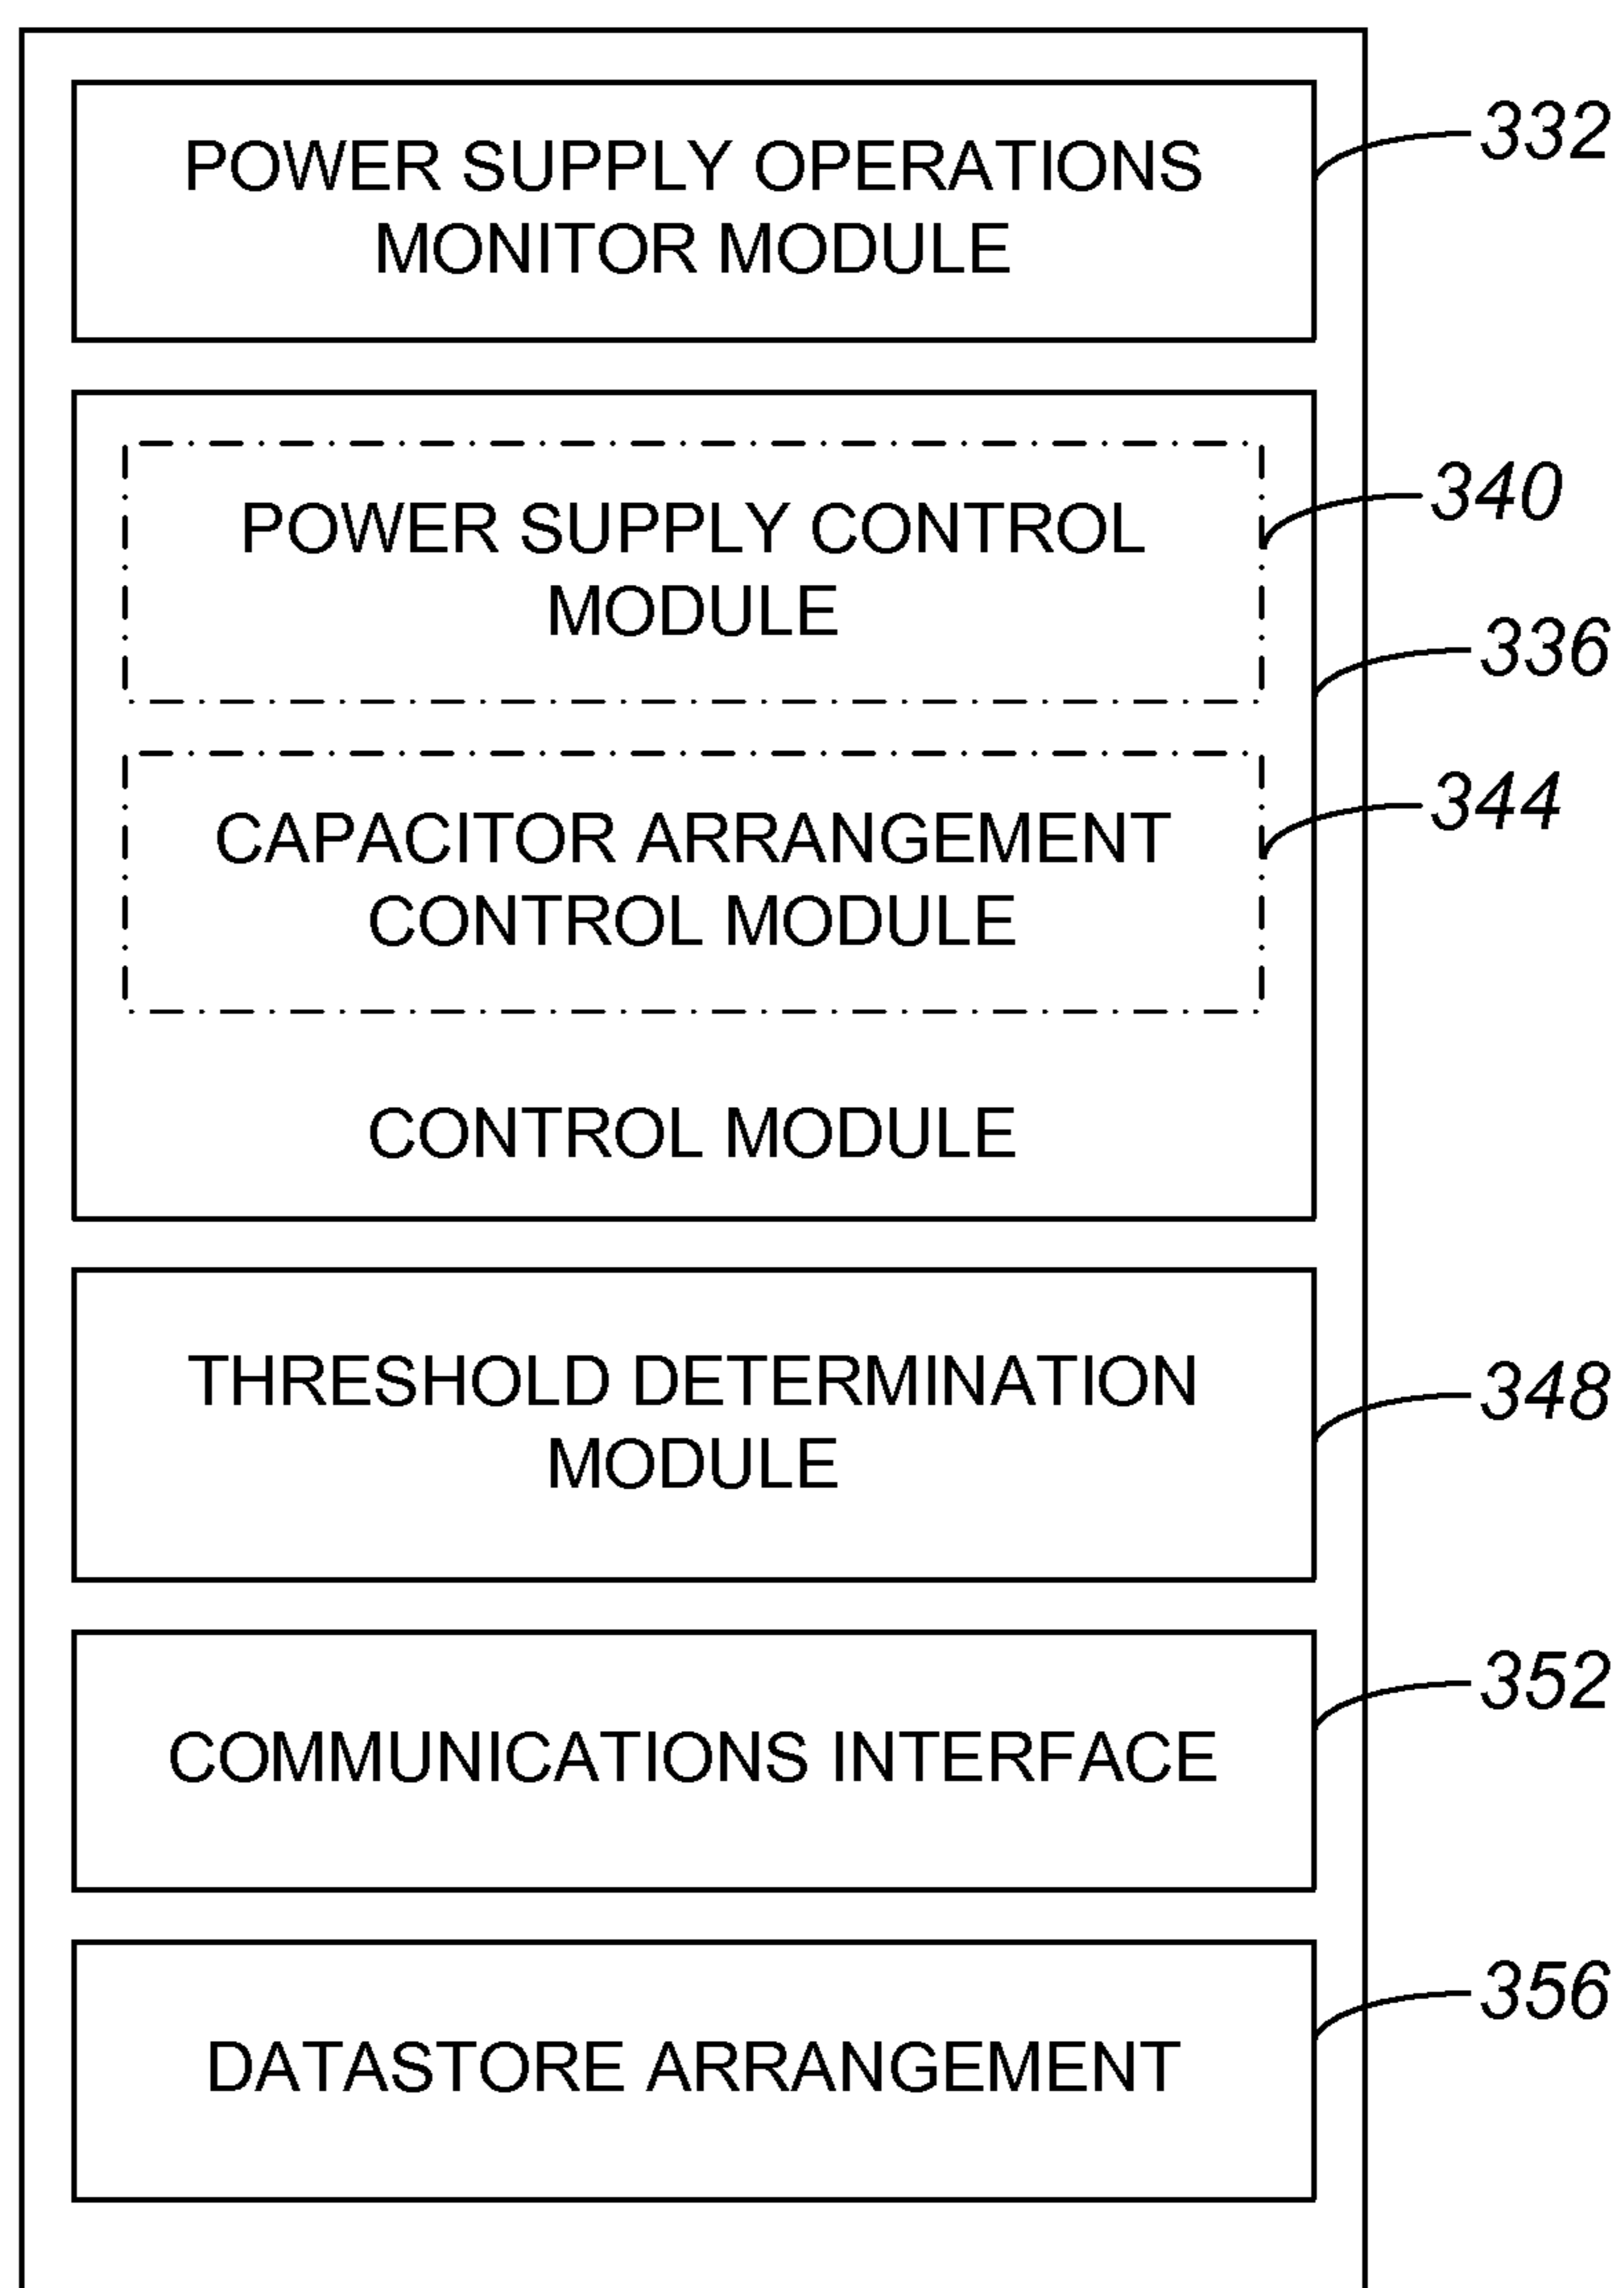 POWER SUPPLY OPERATIONS
MONITOR MODULE
332
POWER SUPPLY CONTROL
MODULE
340
336
CAPACITOR ARRANGEMENT
CONTROL MODULE
344
CONTROL MODULE
THRESHOLD DETERMINATION
MODULE
348
COMMUNICATIONS INTERFACE
352
DATASTORE ARRANGEMENT
356